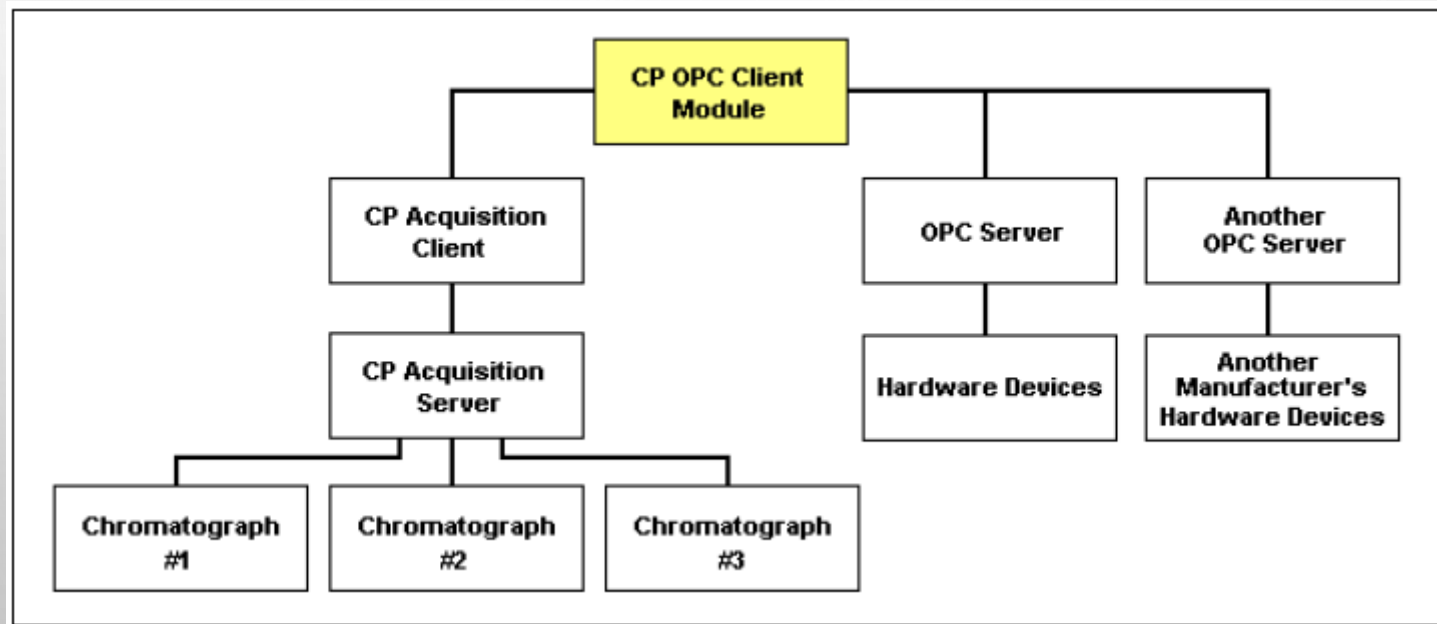 CP OPC Client
Module
CP Acquisition
Client
OPC Server
Another
OPC Server
CP Acquisition
Server
Hardware Devices
Another
Manufacturer's
Hardware Devices
Chromatograph
#1
Chromatograph
#2
Chromatograph
#3